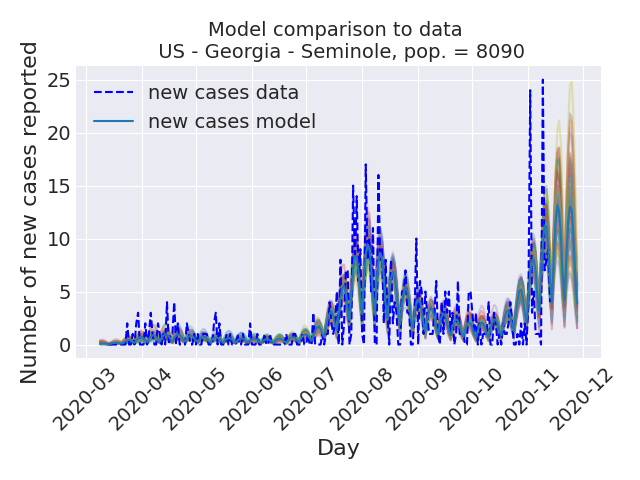 Model comparison to data
US - Georgia - Seminole, pop. = 8090
Number of new cases reported
25
20
15
10
5
0
new cases data
new cases model
2020-03
2020-04
2020-05
2020-06
2020-07
2020-08
2020-09
2020-10
2020-11
2020-12
Day